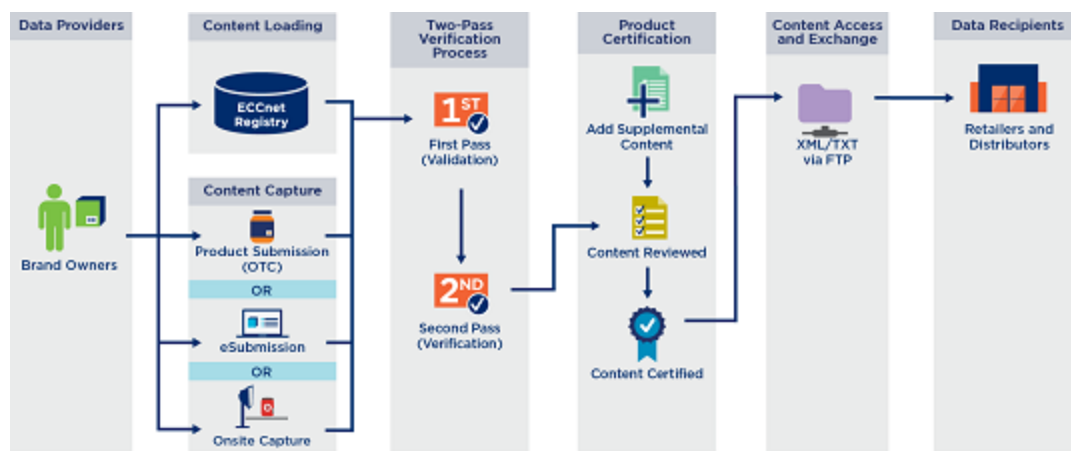 Data Providers
Brand Owners
Content Loading
ECCnet
Registry
Content Capture
Product Submission
(OTC)
OR
eSubmission
OR
Onsite Capture
Two-Pass
Verification
Process
1ST
First Pass
(Validation)
2ND
Second Pass
(Verification)
Product
Certification
Add Supplemental
Content
Content Reviewed
Content Certified
Content Access
and Exchange
XML/TXT
via FTP
Data Recipients
Retailers and
Distributors